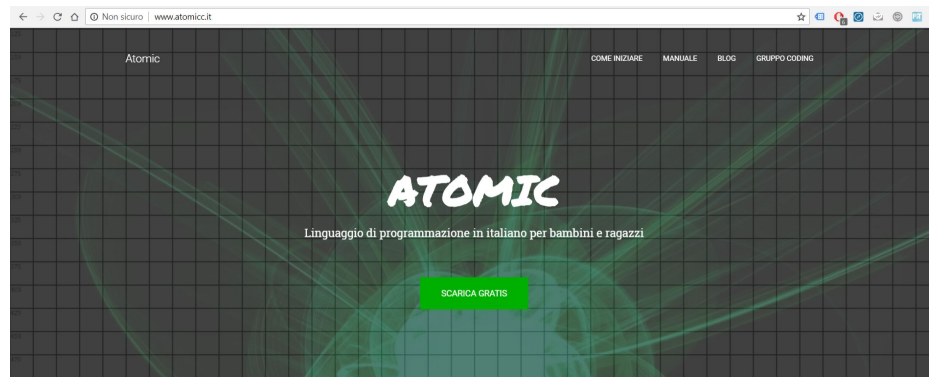 Non sicuro | www.atomicc.it
6
Atomic
COME INIZIARE MANUALE BLOG GRUPPO CODING
ATOMIC
Linguaggio di programmazione in italiano per bambini e ragazzi
SCARICA GRATIS